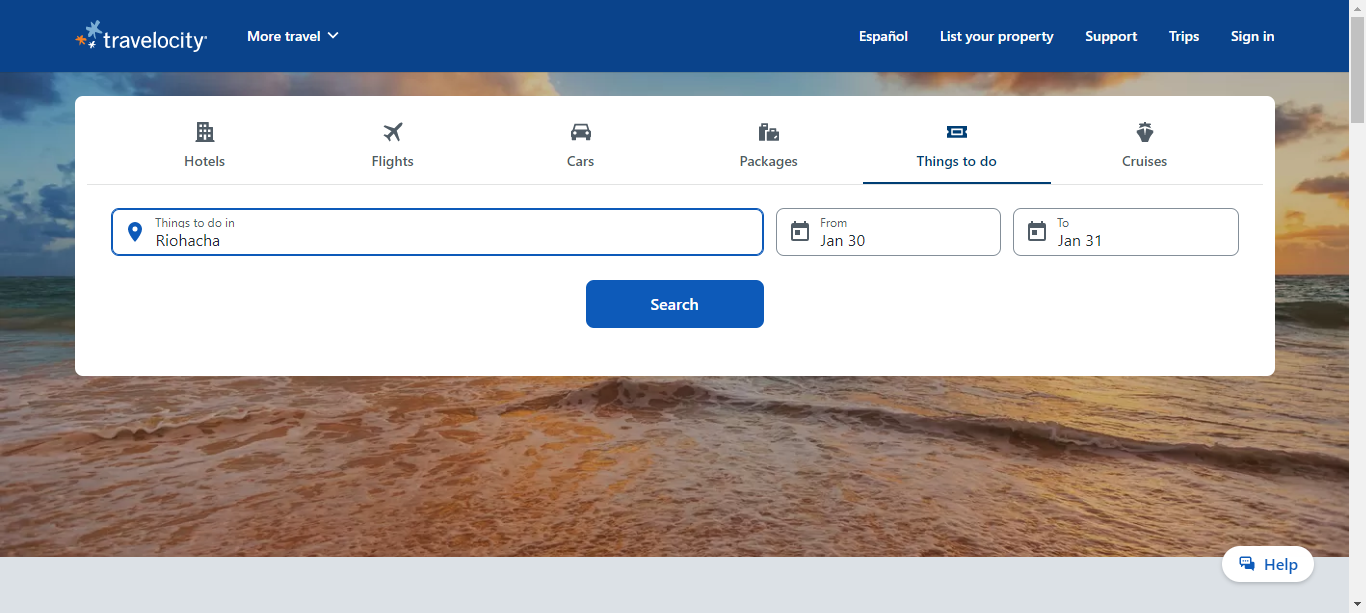 travelocity
More travel
Español
List your property
Support
Trips
Sign in
Hotels
Flights
Cars
Packages
Things to do
Cruises
Things to do in
Riohacha
From
Jan 30
To
Jan 31
Search
Help